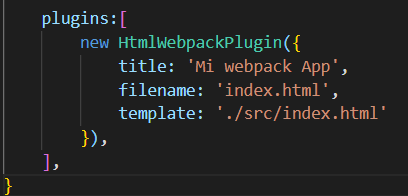 plugins:[
new HtmlWebpackPlugin({
title: 'Mi webpack App',
filename: 'index.html',
template: './src/index.html'
}),
],
}